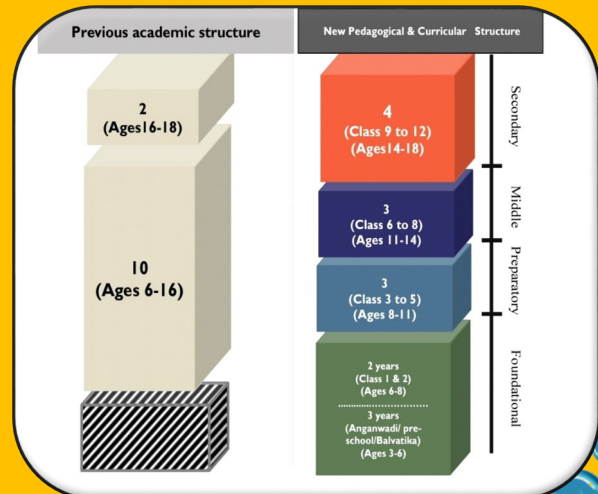 Previous academic structure
2
(Ages16-18)
10
(Ages 6-16)
New Pedagogical & Curricular Structure
4
(Class 9 to 12)
(Ages14-18)
3
(Class 6 to 8)
(Ages 11-14)
3
(Class 3 to 5)
(Ages 8-11)
2 years
(Class 1 & 2)
(Ages 6-8)
3 years
(Anganwadi/ pre-
school/Balvatika)
(Ages 3-6)
Secondary
Middle
Preparatory
Foundational